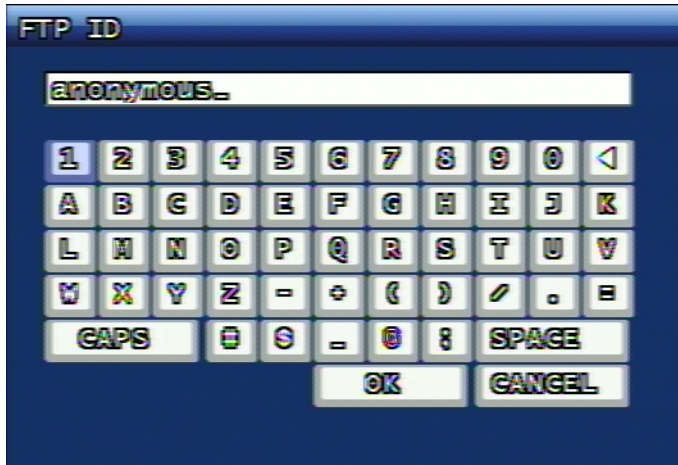 FTP ID
anonymous_
1 2 3 4 5 6 7 8 9 0 ◁
A B C D E F G H I J K
L M N O P Q R S T U V
W X Y Z - + ( ) / . =
CAPS _ @ : SPACE
OK CANCEL